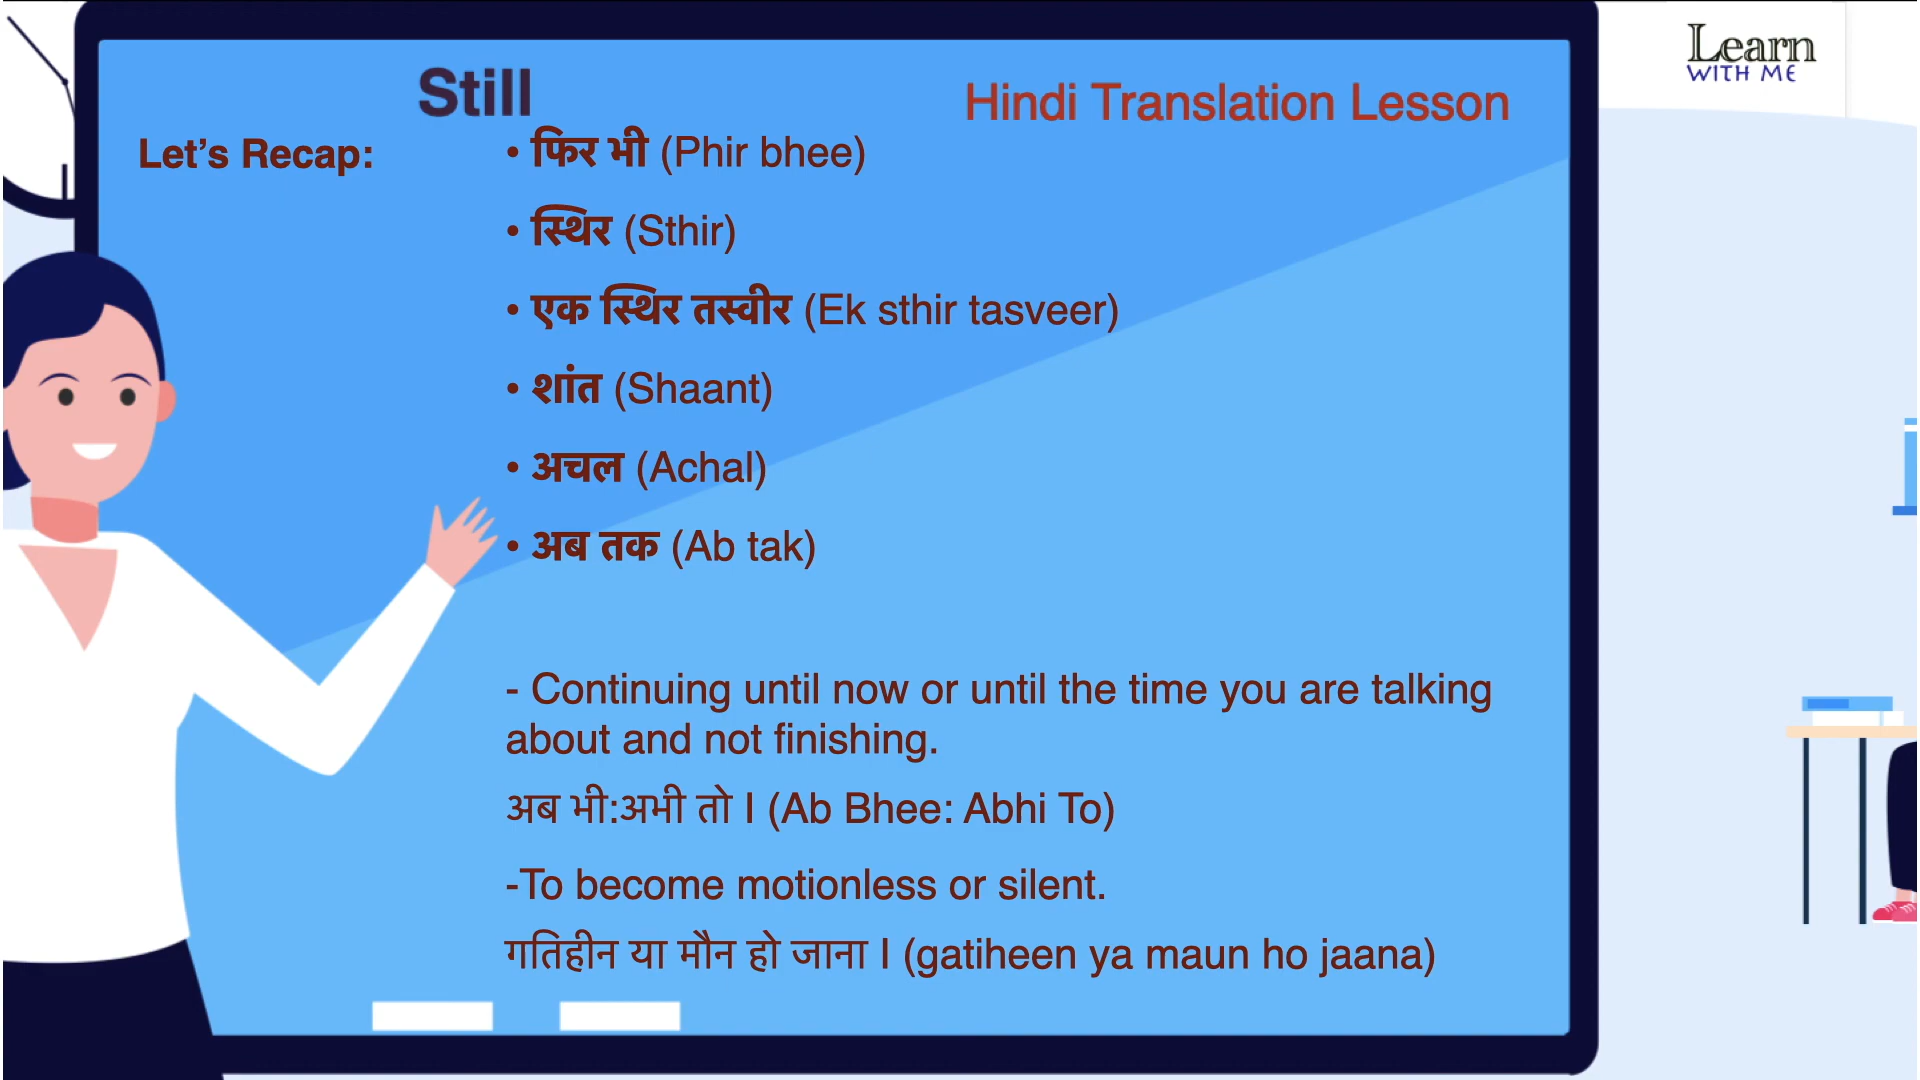 Learn
WITH ME
Still
Hindi Translation Lesson
Let’s Recap:
• फिर भी (Phir bhee)
• स्थिर (Sthir)
• एक स्थिर तस्वीर (Ek sthir tasveer)
• शांत (Shaant)
• अचल (Achal)
• अब तक (Ab tak)
- Continuing until now or until the time you are talking
about and not finishing.
अब भी:अभी तो I (Ab Bhee: Abhi To)
-To become motionless or silent.
गतिहीन या मौन हो जाना I (gatiheen ya maun ho jaana)